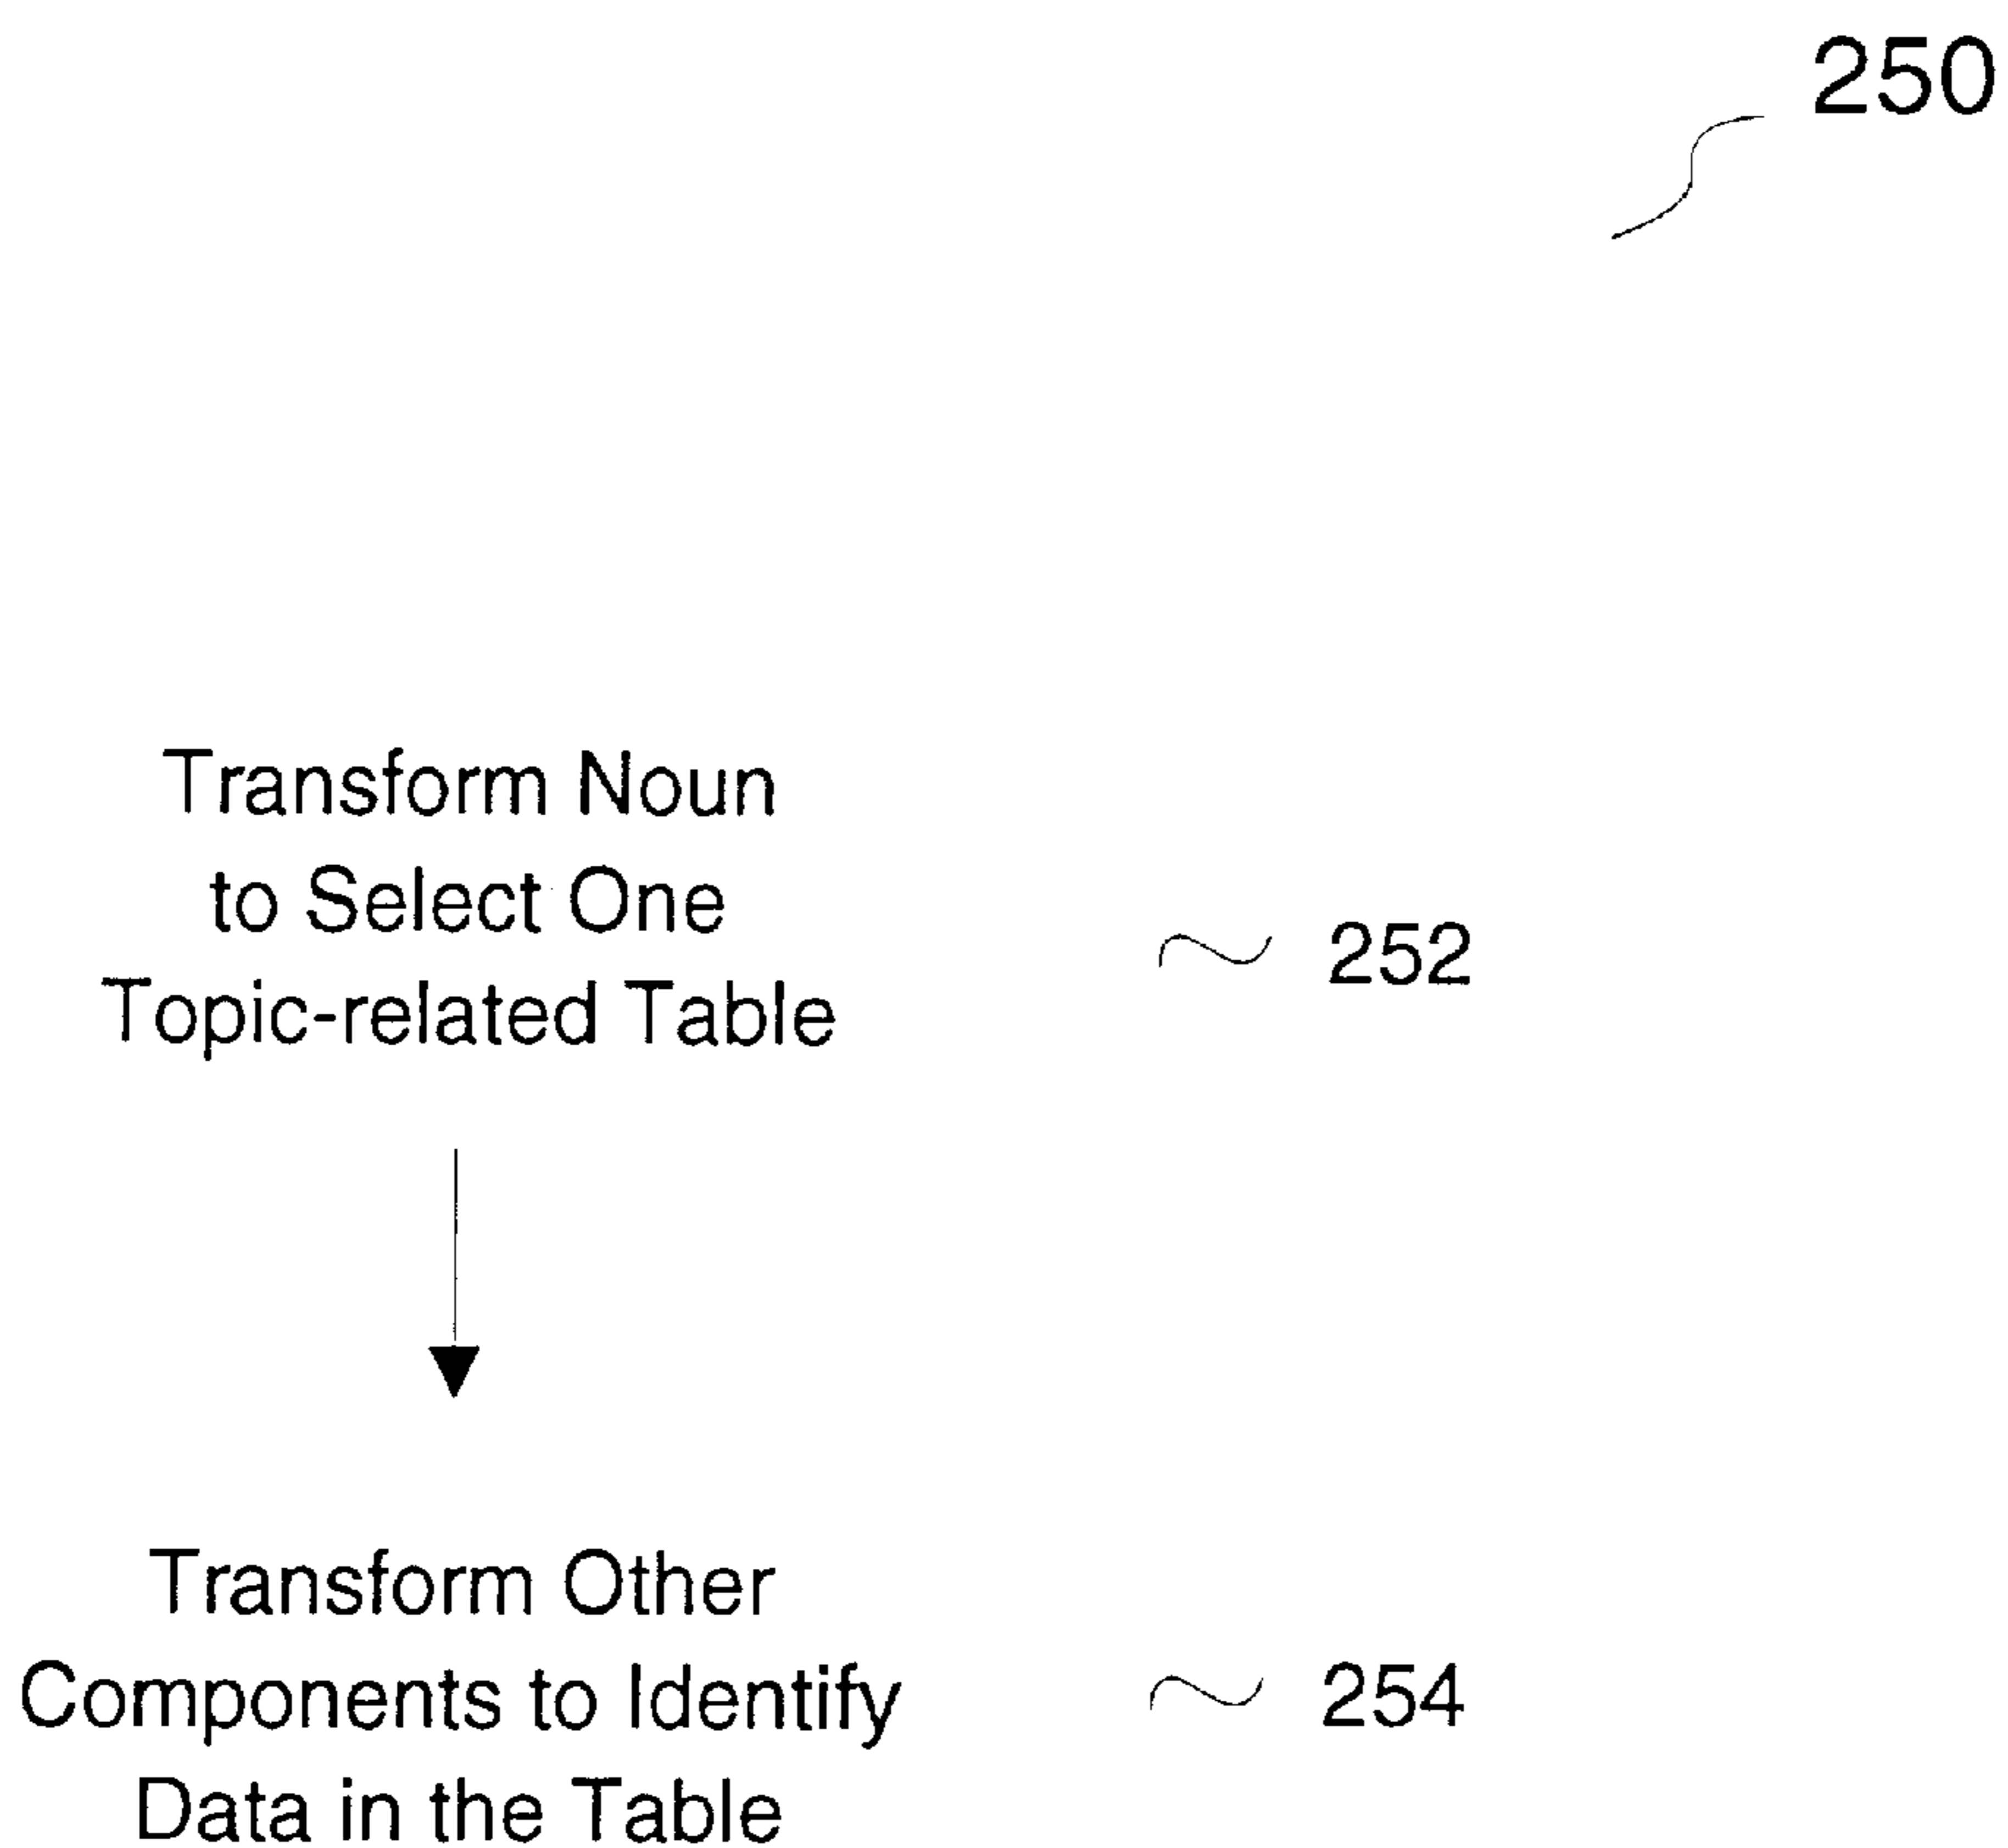 250
Transform Noun
to Select One
Topic-related Table
252
Transform Other
Components to Identify
Data in the Table
254